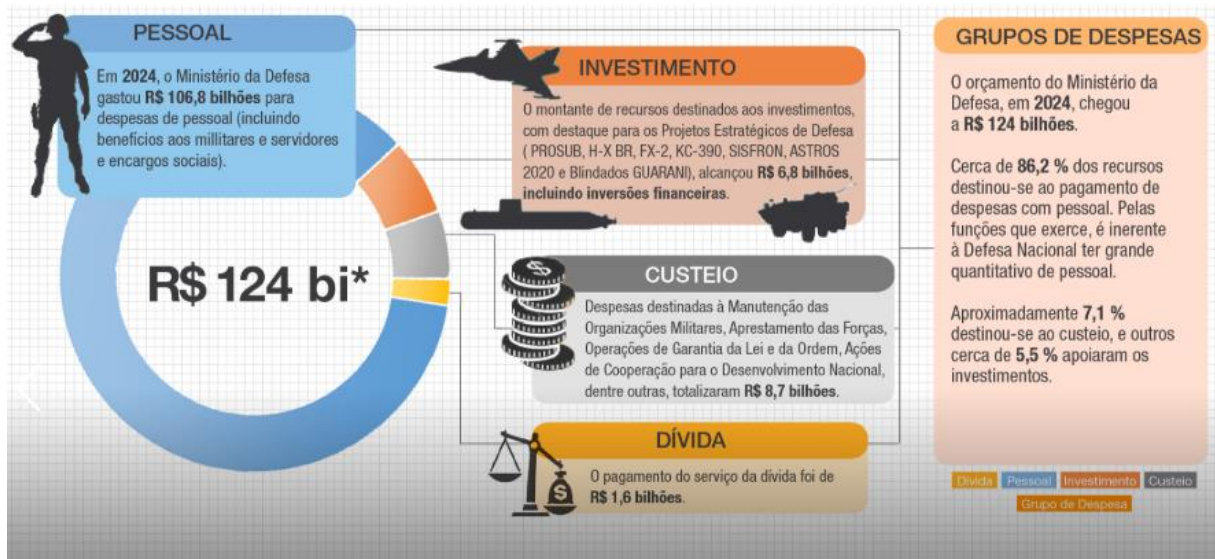 PESSOAL
Em 2024, o Ministério da Defesa
gastou R$ 106,8 bilhões para
despesas de pessoal (incluindo
benefícios aos millitares e servidores
e encargos sociais).
R$ 124 bi*
INVESTIMENTO
O montante de recursos destinados aos investimentos,
com destaque para os Projetos Estratégicos de Defesa
( PROSUB, H-X BR, FX-2, KC-390, SISFRON, ASTROS
2020 e Blindados GUARANI), alcançou R$ 6,8 bilhões,
incluindo inversões financeiras.
CUSTEIO
Despesas destinadas à Manutenção das
Organizações Militares, Aprestamento das Forças,
Operações de Garantia da Lei e da Ordem, Ações
de Cooperação para o Desenvolvimento Nacional,
dentre outras, totalizaram R$ 8,7 bilhões.
DÍVIDA
O pagamento do serviço da dívida foi de
R$ 1,6 bilhões.
GRUPOS DE DESPESAS
O orçamento do Ministério da
Defesa, em 2024, chegou
a R$ 124 bilhões.
Cerca de 86,2 % dos recursos
destinou-se ao pagamento de
despesas com pessoal. Pelas
funções que exerce, é inerente
à Defesa Nacional ter grande
quantitativo de pessoal.
Aproximadamente 7,1 %
destinou-se ao custeio, e outros
cerca de 5,5 % apoiaram os
investimentos.
Dívida Pessoal Investimento Custeio
Grupo de Despesa